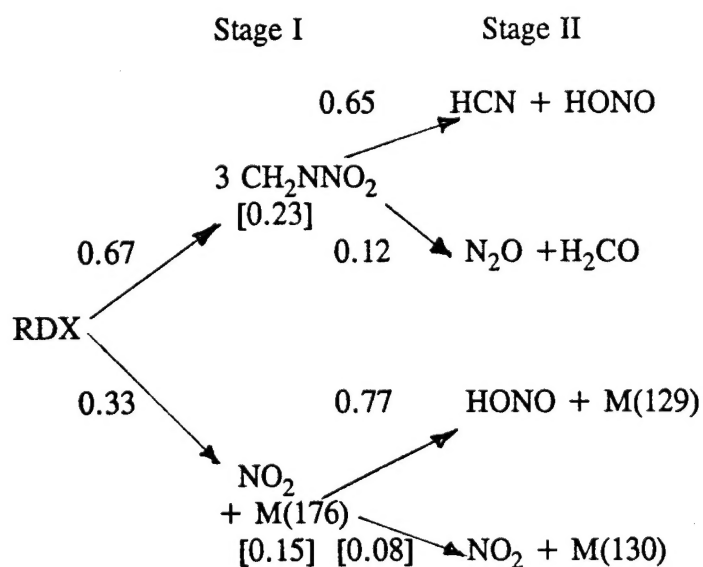 Stage I Stage II
0.65 HCN + HONO
3 CH₂NNO₂
[0.23]
0.67 0.12 N₂O +H₂CO
RDX
0.33 0.77 HONO + M(129)
NO₂
+ M(176)
[0.15] [0.08] NO₂ + M(130)